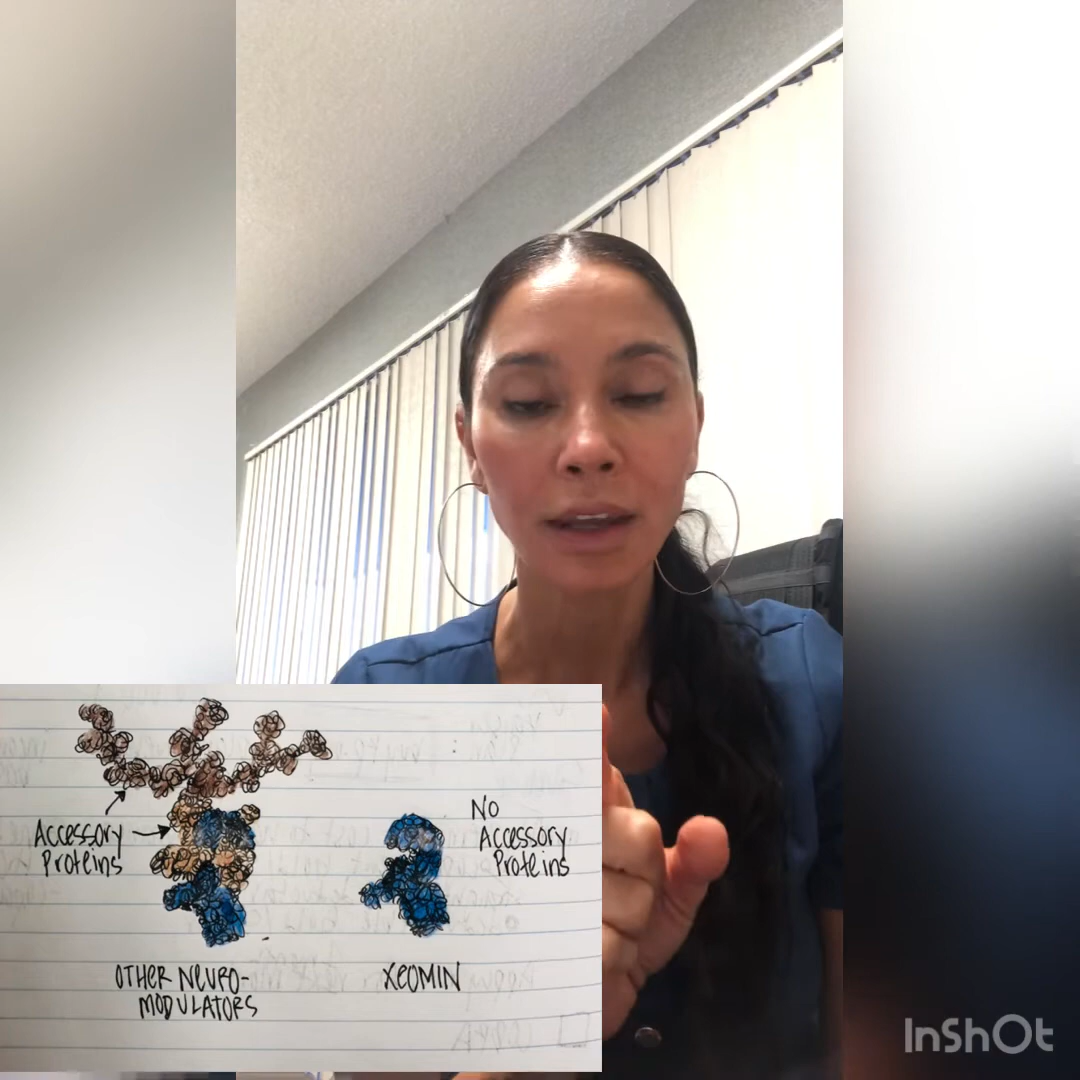 Accessory
Proteins
No
Accessory
Proteins
OTHER NEURO-
MODULATORS
XEOMIN
InShOt